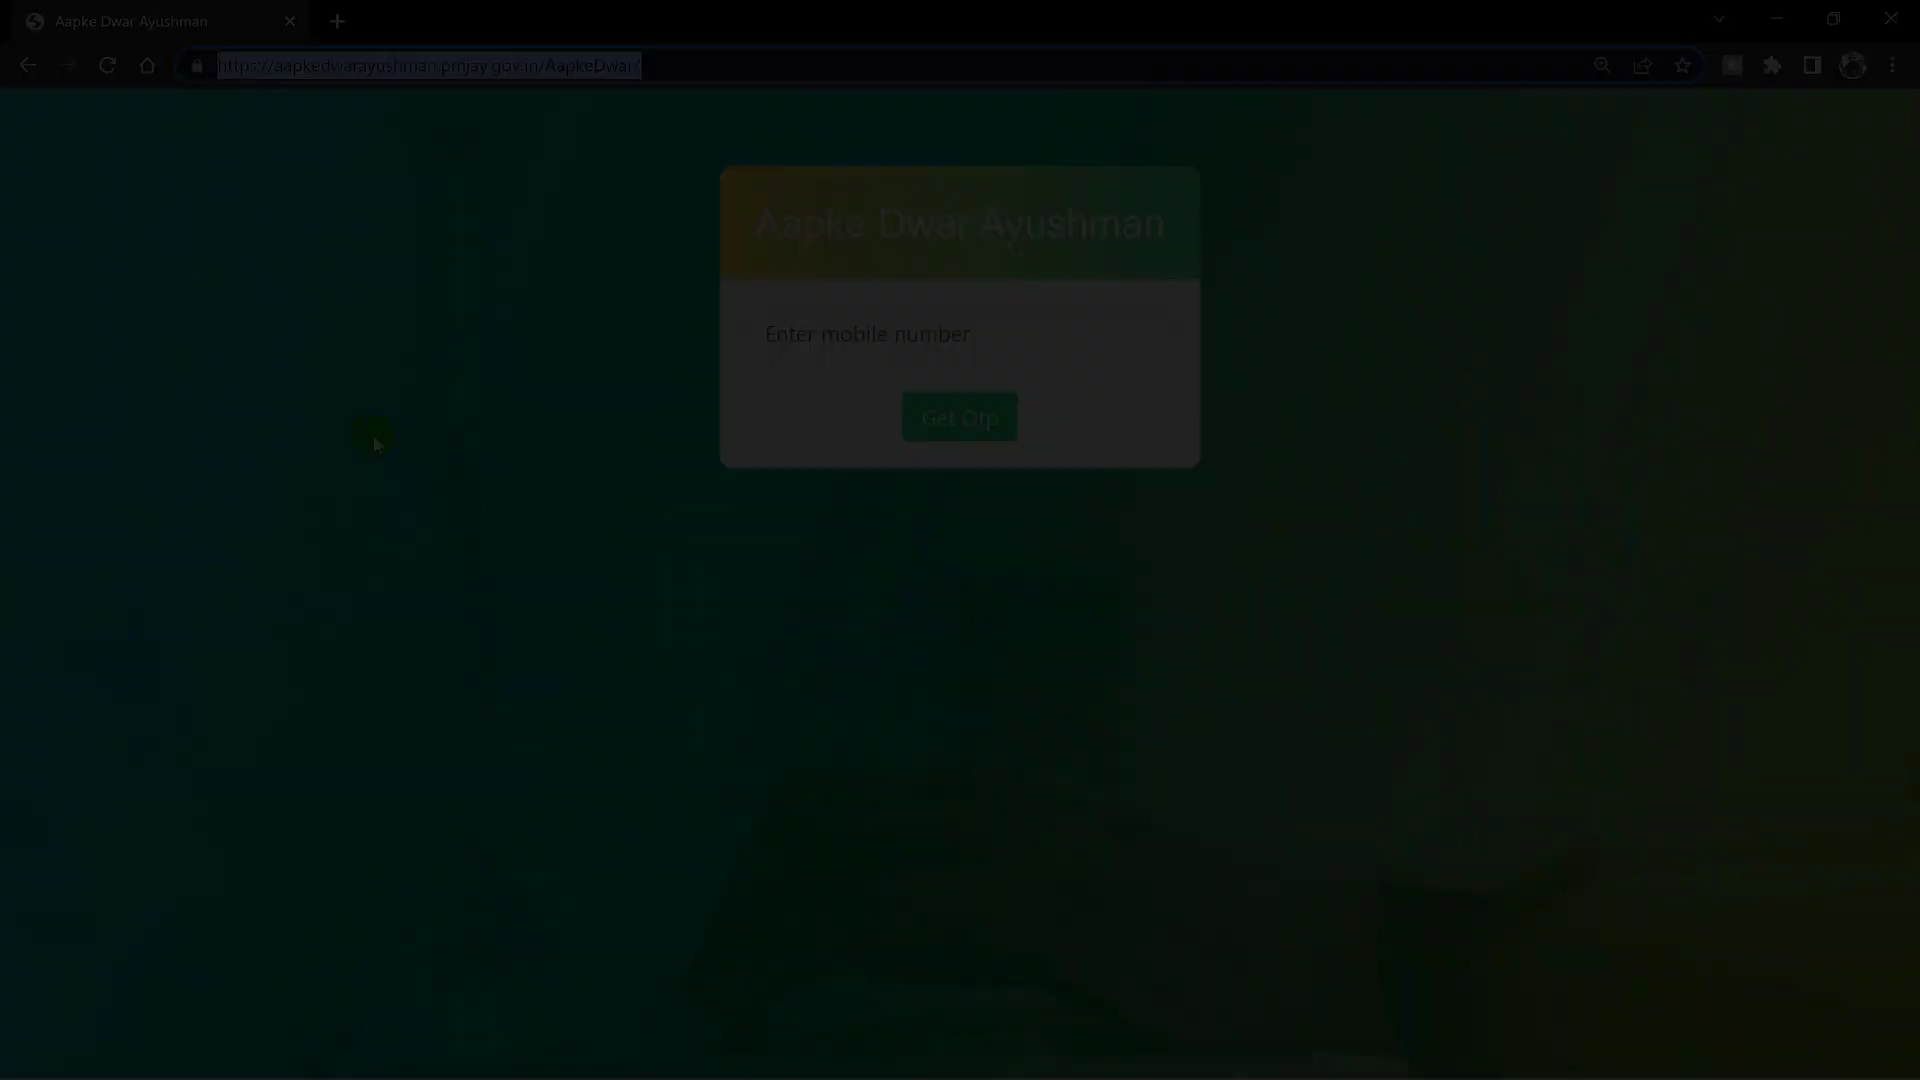 Aapke Dwar Ayushman
https://aapkedwarayushman.pmjay.gov.in/AapkeDwar/
Aapke Dwar Ayushman
Enter mobile number
Get Otp